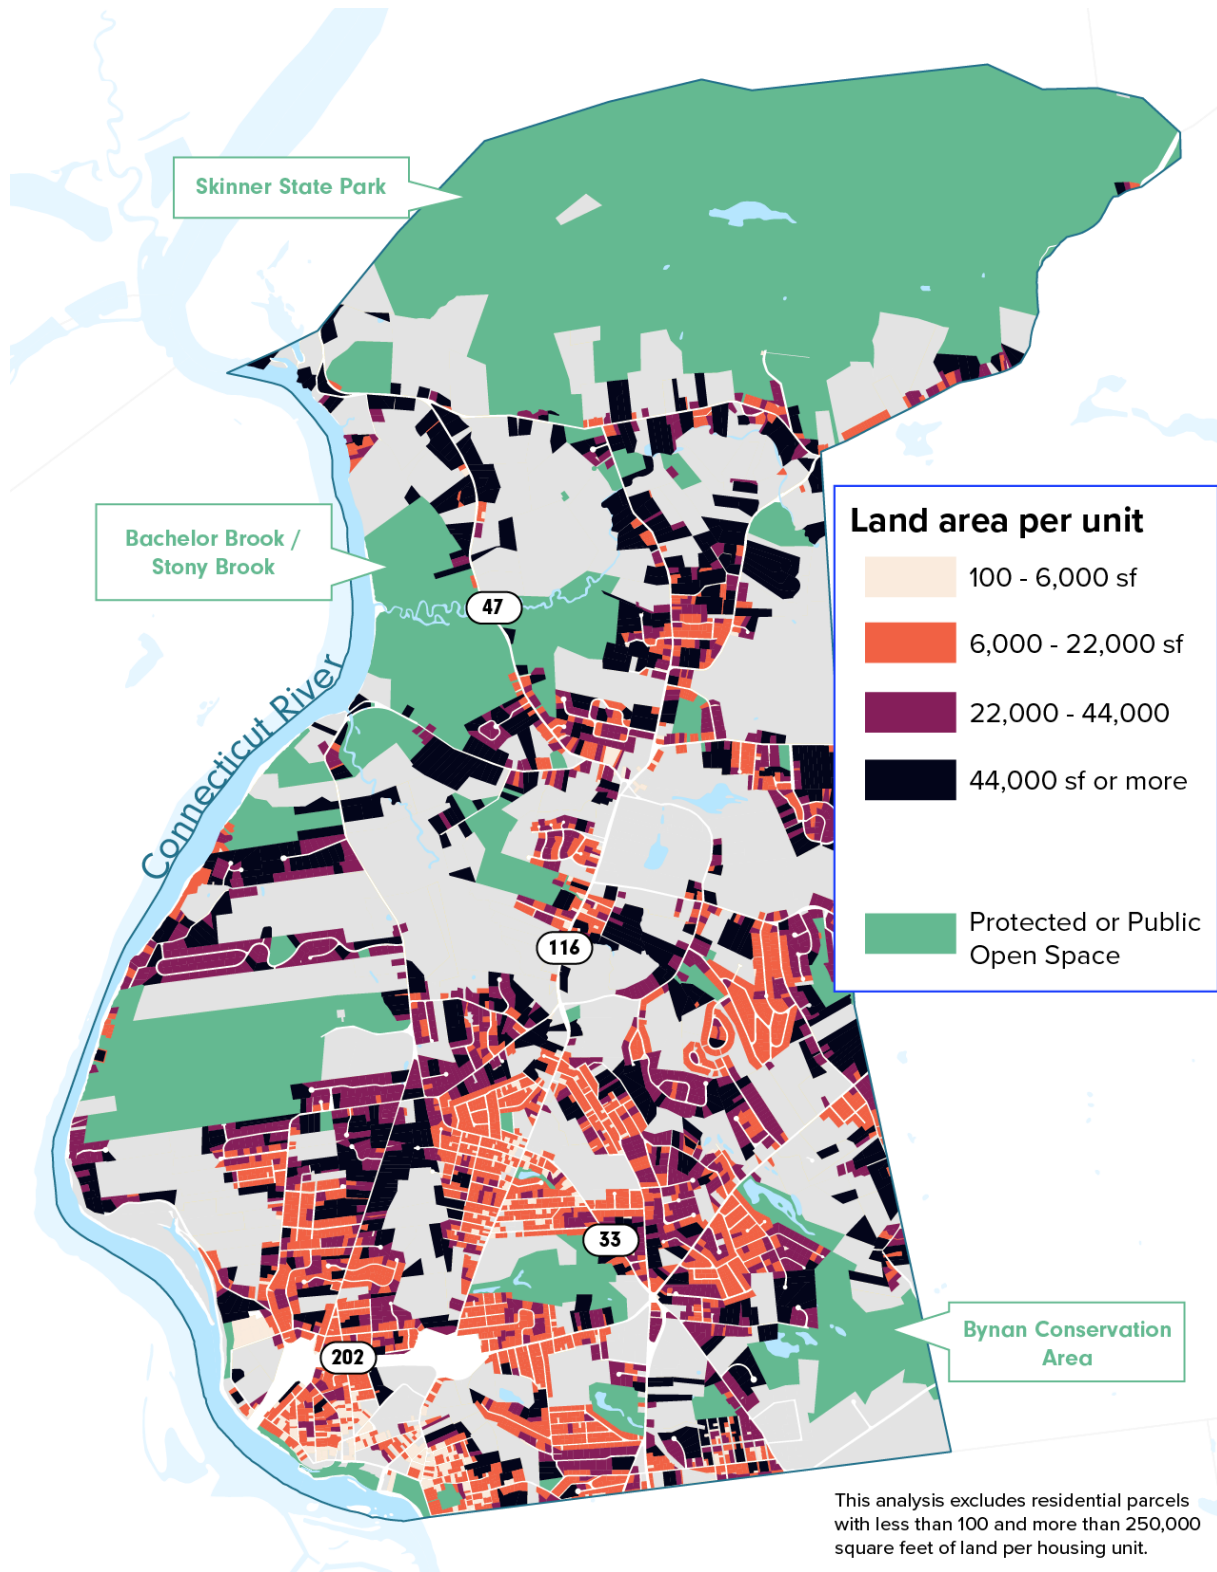 Skinner State Park
Bachelor Brook /
Stony Brook
Land area per unit
100 - 6,000 sf
6,000 - 22,000 sf
22,000 - 44,000
44,000 sf or more
Protected or Public
Open Space
47
Connecticut River
116
33
Bynan Conservation
Area
202
This analysis excludes residential parcels
with less than 100 and more than 250,000
square feet of land per housing unit.